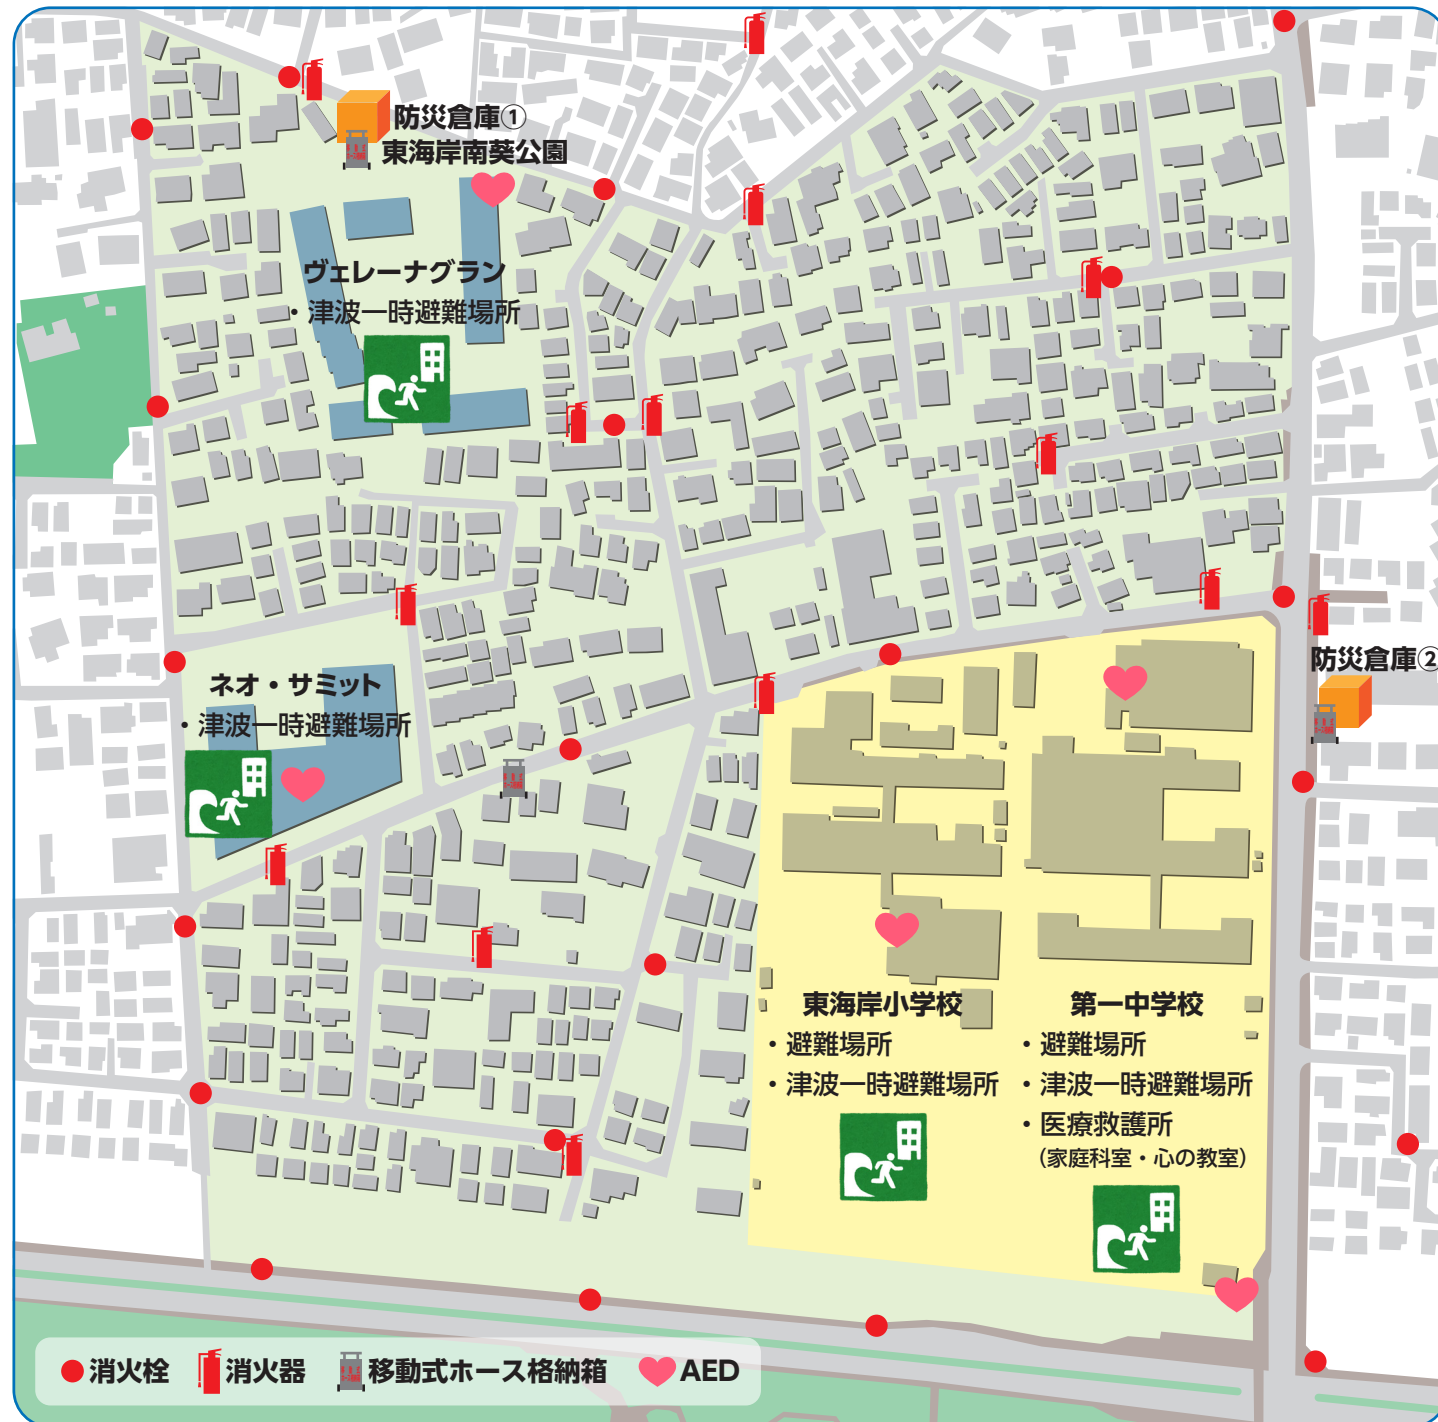 防災倉庫①
東海岸南葵公園
ヴェレーナグラン
・津波一時避難場所
防災倉庫②
ネオ・サミット
・津波一時避難場所
東海岸小学校
・避難場所
・津波一時避難場所
第一中学校
・避難場所
・津波一時避難場所
・医療救護所
（家庭科室・心の教室）
消火栓 消火器 移動式ホース格納箱 AED